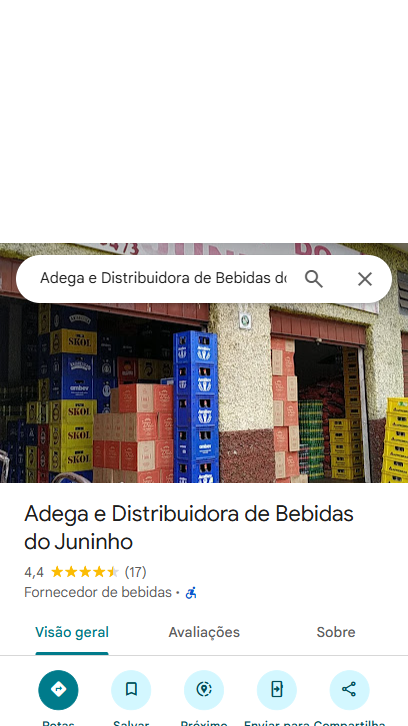 Adega e Distribuidora de Bebidas do
SKOL
ambev
SKOL
SKOL
SKOL
Adega e Distribuidora de Bebidas
do Juninho
4,4 (17)
Fornecedor de bebidas ·
Visão geral Avaliações Sobre
Rotas Salvar Próximo Enviar para Compartilha